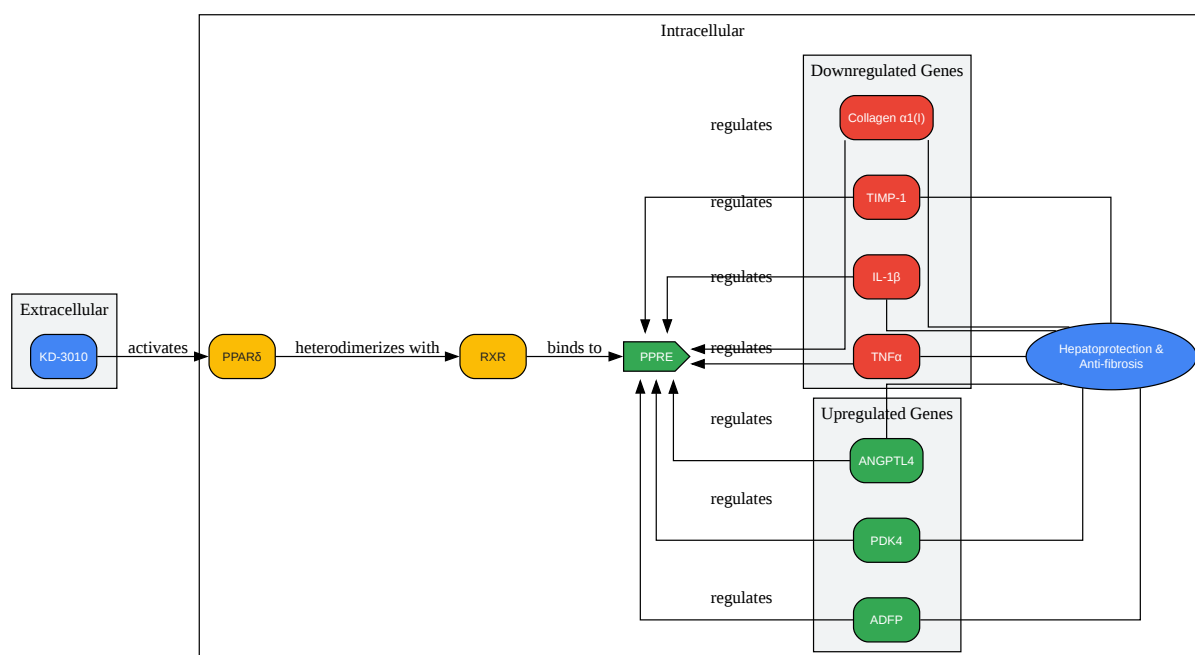 Intracellular
Downregulated Genes
Collagen α1(I)
regulates
TIMP-1
regulates
IL-1β
regulates
Extracellular
KD-3010
activates
PPARδ
heterodimerizes with
RXR
binds to
PPRE
regulates
TNFα
Hepatoprotection &
Anti-fibrosis
Upregulated Genes
regulates
ANGPTL4
regulates
PDK4
regulates
ADFP